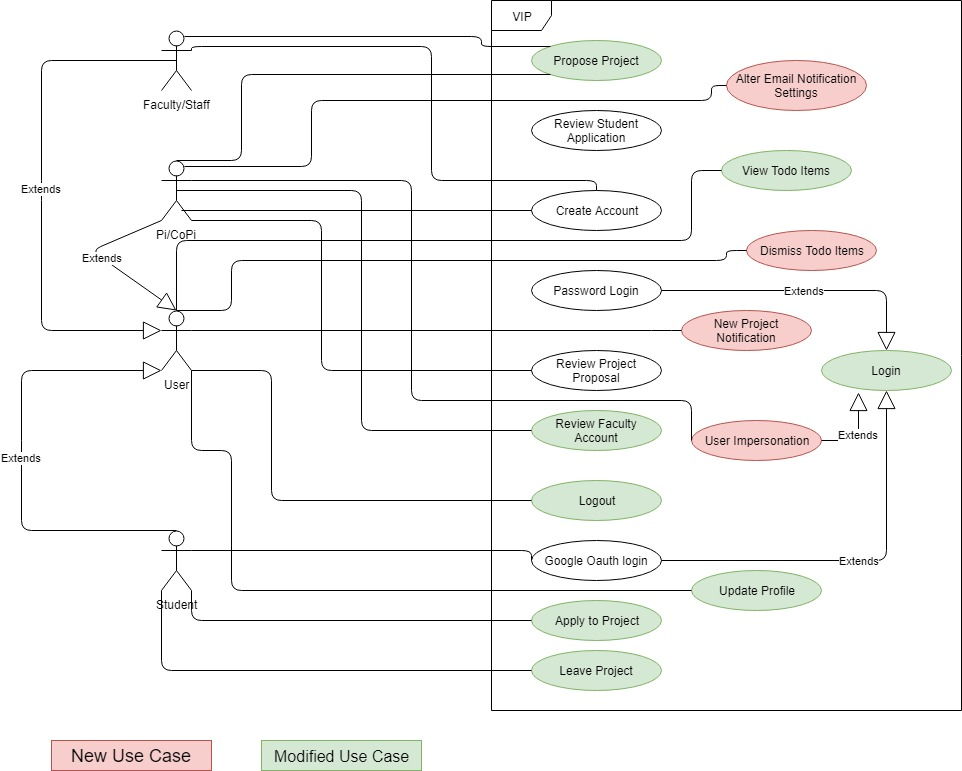 VIP
Propose Project
Faculty/Staff
Alter Email Notification
Settings
Review Student
Application
View Todo Items
Extends
Create Account
Pi/CoPi
Extends
Dismiss Todo Items
Password Login
Extends
New Project
Notification
User
Review Project
Proposal
Login
Review Faculty
Account
User Impersonation
Extends
Extends
Logout
Google Oauth login
Extends
Update Profile
Student
Apply to Project
Leave Project
New Use Case
Modified Use Case